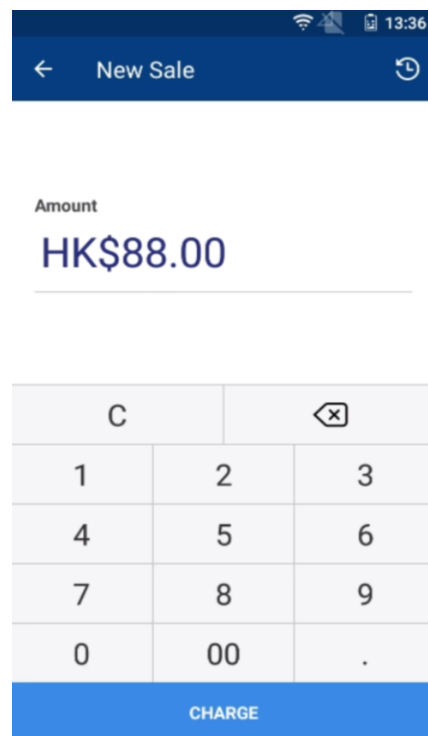 13:36
New Sale
Amount
HK$88.00
C
1 2 3
4 5 6
7 8 9
0 00 .
CHARGE